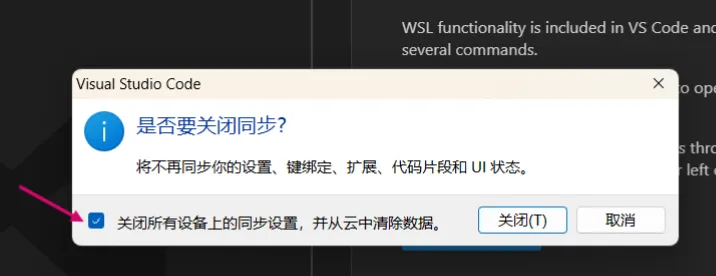 WSL functionality is included in VS Code and
several commands.
Visual Studio Code
to ope
是否要关闭同步？
将不再同步你的设置、键绑定、扩展、代码片段和 UI 状态。
s thro
r left o
关闭所有设备上的同步设置，并从云中清除数据。
关闭(T)
取消